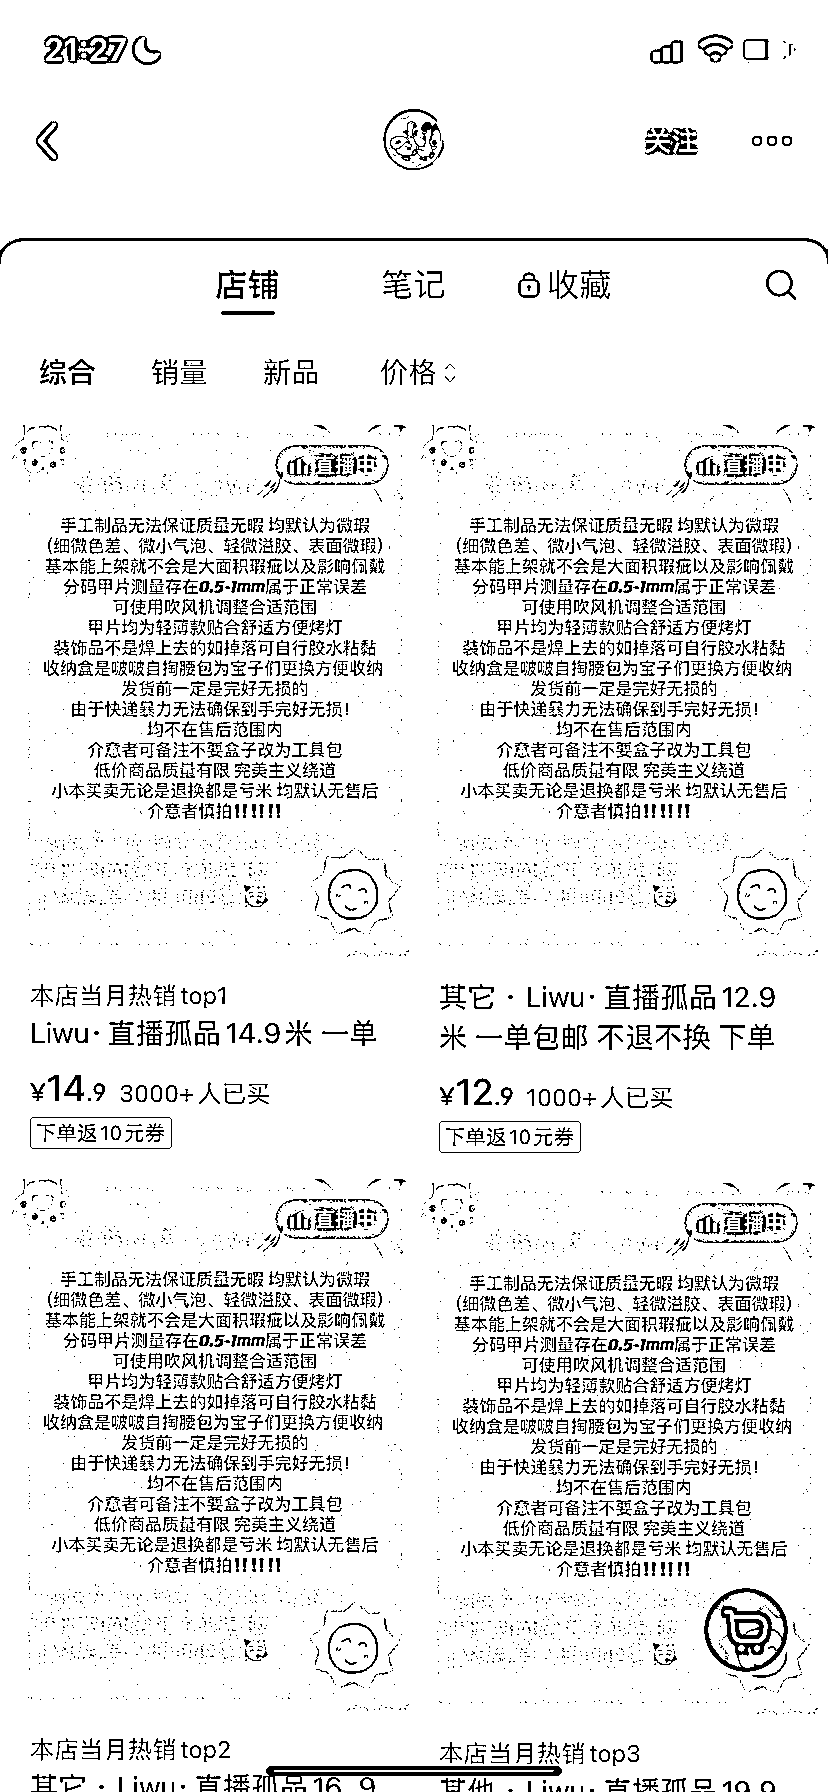 21:27
关注
店铺 笔记 收藏
综合 销量 新品 价格
直播中
手工制品无法保证质量无暇 均默认为微瑕
(细微色差、微小气泡、轻微溢胶、表面微瑕)
基本能上架就不会是大面积瑕疵以及影响佩戴
分码甲片测量存在0.5-1mm属于正常误差
可使用吹风机调整合适范围
甲片均为轻薄款贴合舒适方便烤灯
装饰品不是焊上去的如掉落可自行胶水粘黏
收纳盒是啵啵自掏腰包为宝子们更换方便收纳
发货前一定是完好无损的
由于快递暴力无法确保到手完好无损!
均不在售后范围内
介意者可备注不要盒子改为工具包
低价商品质量有限 完美主义绕道
小本买卖无论是退换都是亏米 均默认无售后
介意者慎拍!!!!!!
本店当月热销top1
Liwu·直播孤品14.9米 一单
¥14.9 3000+人已买
下单返10元券
直播中
手工制品无法保证质量无暇 均默认为微瑕
(细微色差、微小气泡、轻微溢胶、表面微瑕)
基本能上架就不会是大面积瑕疵以及影响佩戴
分码甲片测量存在0.5-1mm属于正常误差
可使用吹风机调整合适范围
甲片均为轻薄款贴合舒适方便烤灯
装饰品不是焊上去的如掉落可自行胶水粘黏
收纳盒是啵啵自掏腰包为宝子们更换方便收纳
发货前一定是完好无损的
由于快递暴力无法确保到手完好无损!
均不在售后范围内
介意者可备注不要盒子改为工具包
低价商品质量有限 完美主义绕道
小本买卖无论是退换都是亏米 均默认无售后
介意者慎拍!!!!!!
其它·Liwu·直播孤品12.9
米 一单包邮 不退不换 下单
¥12.9 1000+人已买
下单返10元券
直播中
手工制品无法保证质量无暇 均默认为微瑕
(细微色差、微小气泡、轻微溢胶、表面微瑕)
基本能上架就不会是大面积瑕疵以及影响佩戴
分码甲片测量存在0.5-1mm属于正常误差
可使用吹风机调整合适范围
甲片均为轻薄款贴合舒适方便烤灯
装饰品不是焊上去的如掉落可自行胶水粘黏
收纳盒是啵啵自掏腰包为宝子们更换方便收纳
发货前一定是完好无损的
由于快递暴力无法确保到手完好无损!
均不在售后范围内
介意者可备注不要盒子改为工具包
低价商品质量有限 完美主义绕道
小本买卖无论是退换都是亏米 均默认无售后
介意者慎拍!!!!!!
本店当月热销top2
其它·Liwu·直播孤品16.9
直播中
手工制品无法保证质量无暇 均默认为微瑕
(细微色差、微小气泡、轻微溢胶、表面微瑕)
基本能上架就不会是大面积瑕疵以及影响佩戴
分码甲片测量存在0.5-1mm属于正常误差
可使用吹风机调整合适范围
甲片均为轻薄款贴合舒适方便烤灯
装饰品不是焊上去的如掉落可自行胶水粘黏
收纳盒是啵啵自掏腰包为宝子们更换方便收纳
发货前一定是完好无损的
由于快递暴力无法确保到手完好无损!
均不在售后范围内
介意者可备注不要盒子改为工具包
低价商品质量有限 完美主义绕道
小本买卖无论是退换都是亏米 均默认无售后
介意者慎拍!!!!!!
本店当月热销top3
其他·Liwu·直播孤品19.9